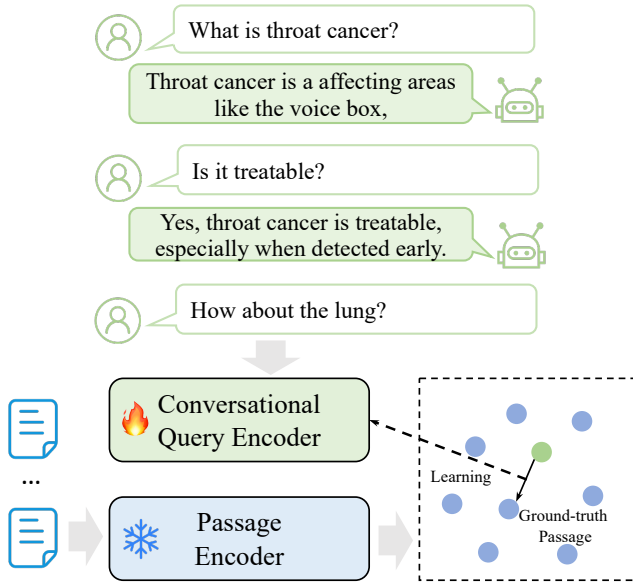 What is throat cancer?
Throat cancer is a affecting areas
like the voice box,
Is it treatable?
Yes, throat cancer is treatable,
especially when detected early.
How about the lung?
Conversational
Query Encoder
...
Passage
Encoder
Learning
Ground-truth
Passage